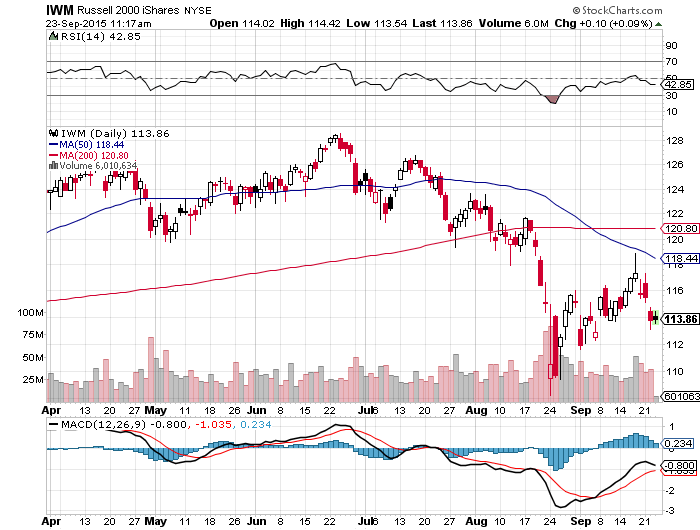 IWM Russell 2000 iShares NYSE © StockCharts.com
23-Sep-2015 11:17am Open 114.02 High 114.42 Low 113.54 Last 113.86 Volume 6.0M Chg +0.10 (+0.09%)
RSI(14) 42.85
90
70
50
42.85
30
10
IWM (Daily) 113.86
MA(50) 118.44
MA(200) 120.80
Volume 6,010,634
128
126
124
122
120.80
118.44
116
113.86
112
110
100M
75M
50M
25M
6010634
Apr 13 20 27 May 11 18 26 Jun 8 15 22 Jul 6 13 20 27 Aug 10 17 24 Sep 8 14 21
MACD(12,26,9) -0.800, -1.035, 0.234
1
0.234
-0.800
-2
-3
Apr 13 20 27 May 11 18 26 Jun 8 15 22 Jul 6 13 20 27 Aug 10 17 24 Sep 8 14 21